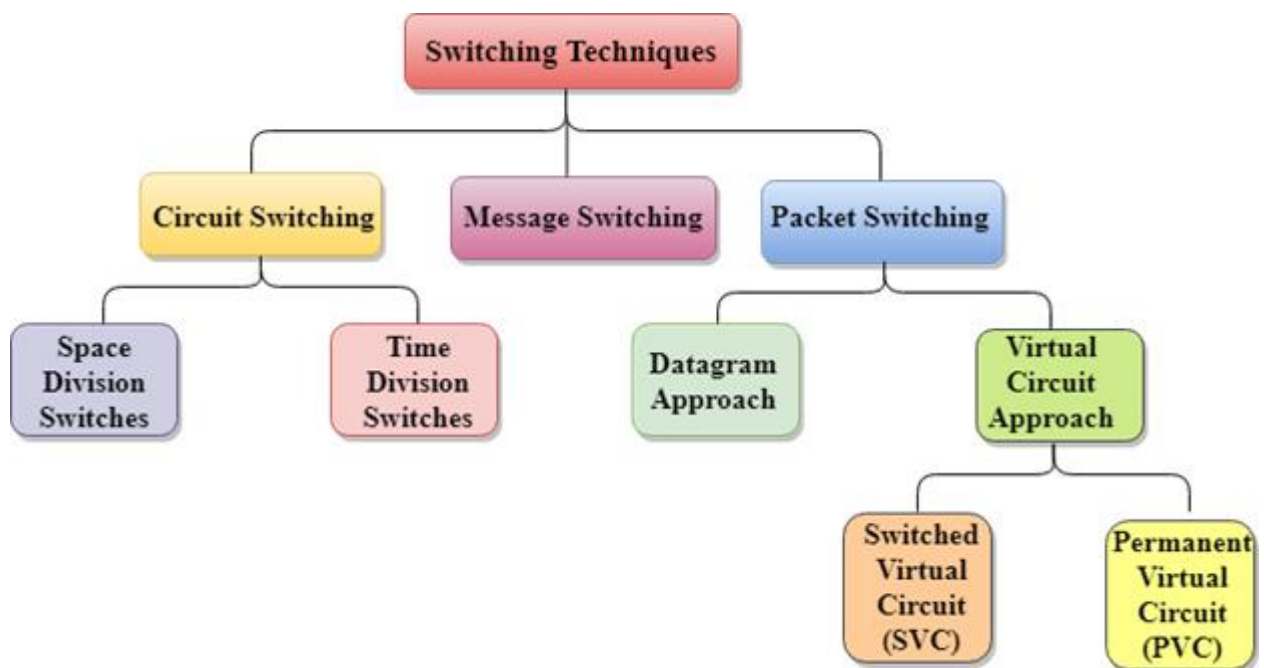 Switching Techniques
Circuit Switching
Message Switching
Packet Switching
Space
Division
Switches
Time
Division
Switches
Datagram
Approach
Virtual
Circuit
Approach
Switched
Virtual
Circuit
(SVC)
Permanent
Virtual
Circuit
(PVC)